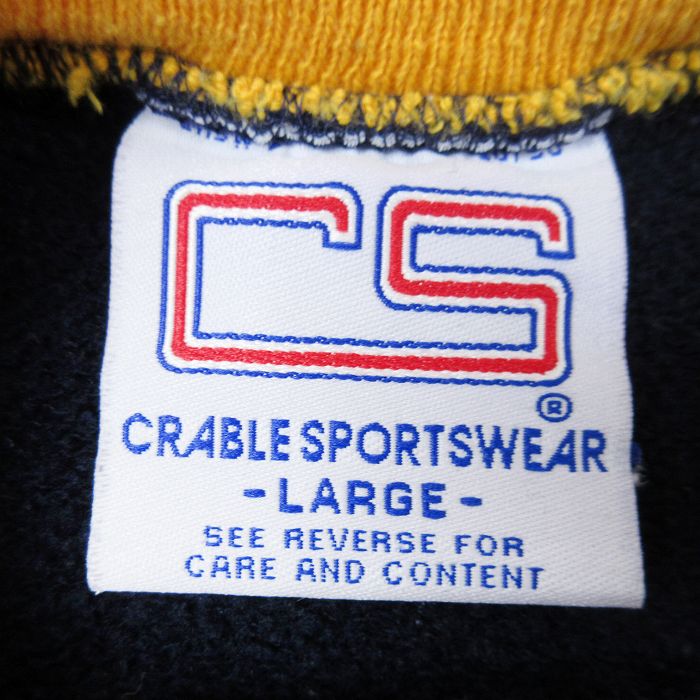 CS
®
CRABLE SPORTSWEAR
- LARGE -
SEE REVERSE FOR
CARE AND CONTENT